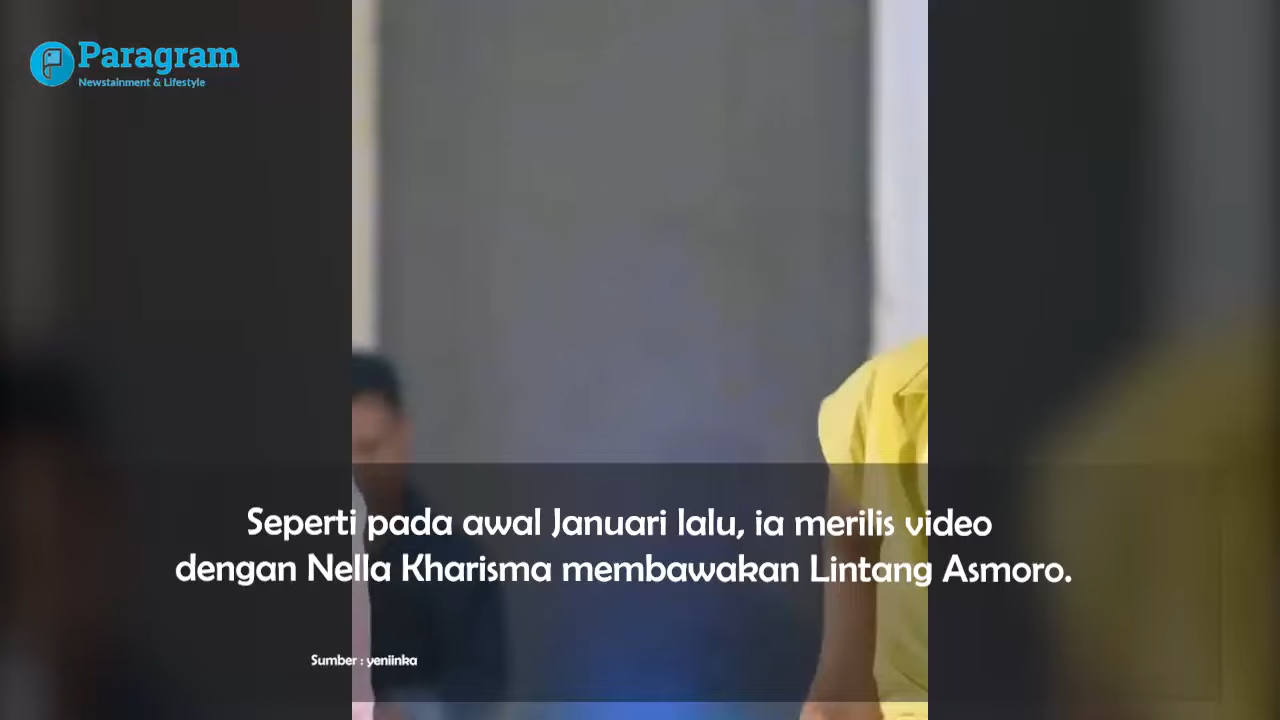 Paragram
Newstainment & Lifestyle
Seperti pada awal Januari lalu, ia merilis video
dengan Nella Kharisma membawakan Lintang Asmoro.
Sumber : yeniinka